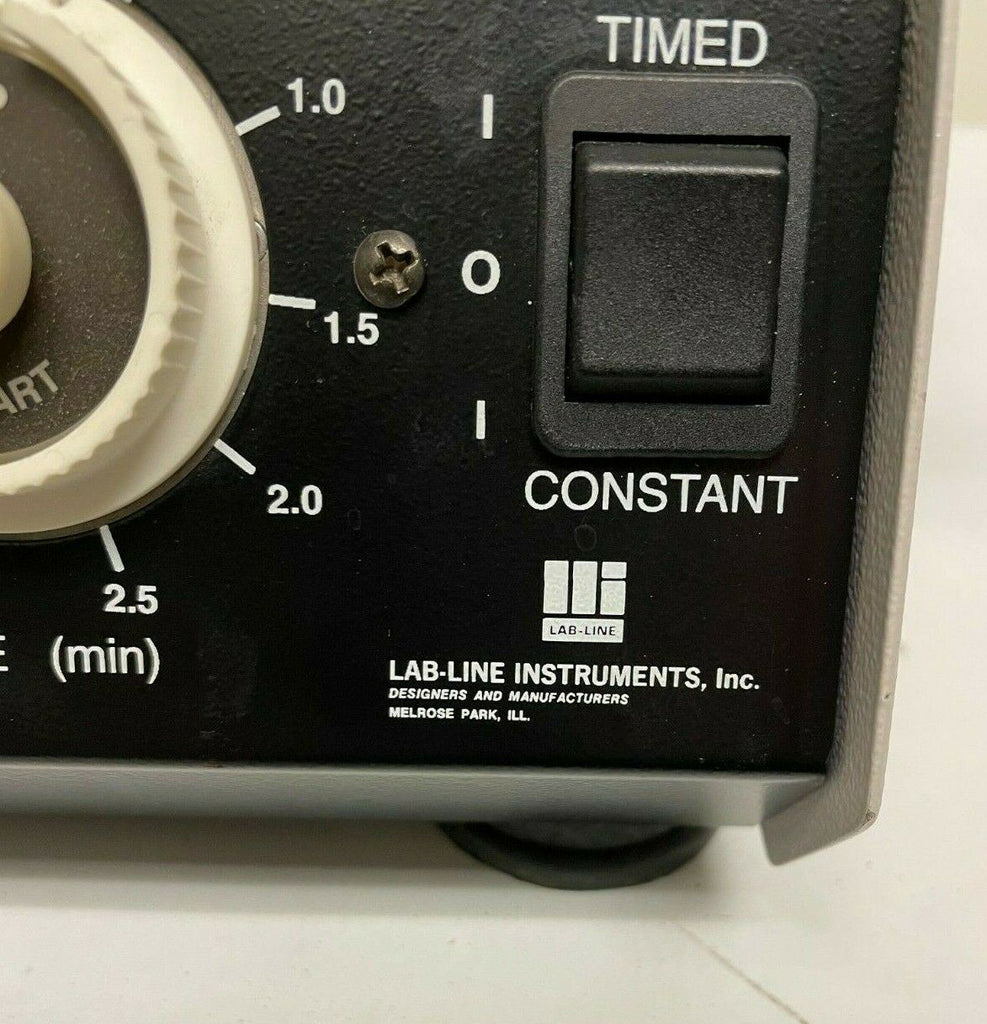 TIMED
1.0
I
O
1.5
I
ART
2.0
CONSTANT
2.5
E (min)
LAB-LINE
LAB-LINE INSTRUMENTS, Inc.
DESIGNERS AND MANUFACTURERS
MELROSE PARK, ILL.